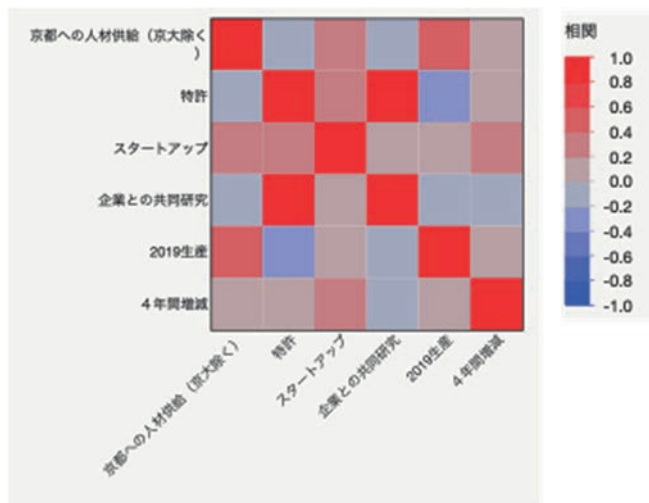 京都への人材供給（京大除く
）
特許
スタートアップ
企業との共同研究
2019生産
４年間増減
京都への人材供給（京大除く）
特許
スタートアップ
企業との共同研究
2019生産
４年間増減
相関
1.0
0.8
0.6
0.4
0.2
0.0
-0.2
-0.4
-0.6
-0.8
-1.0